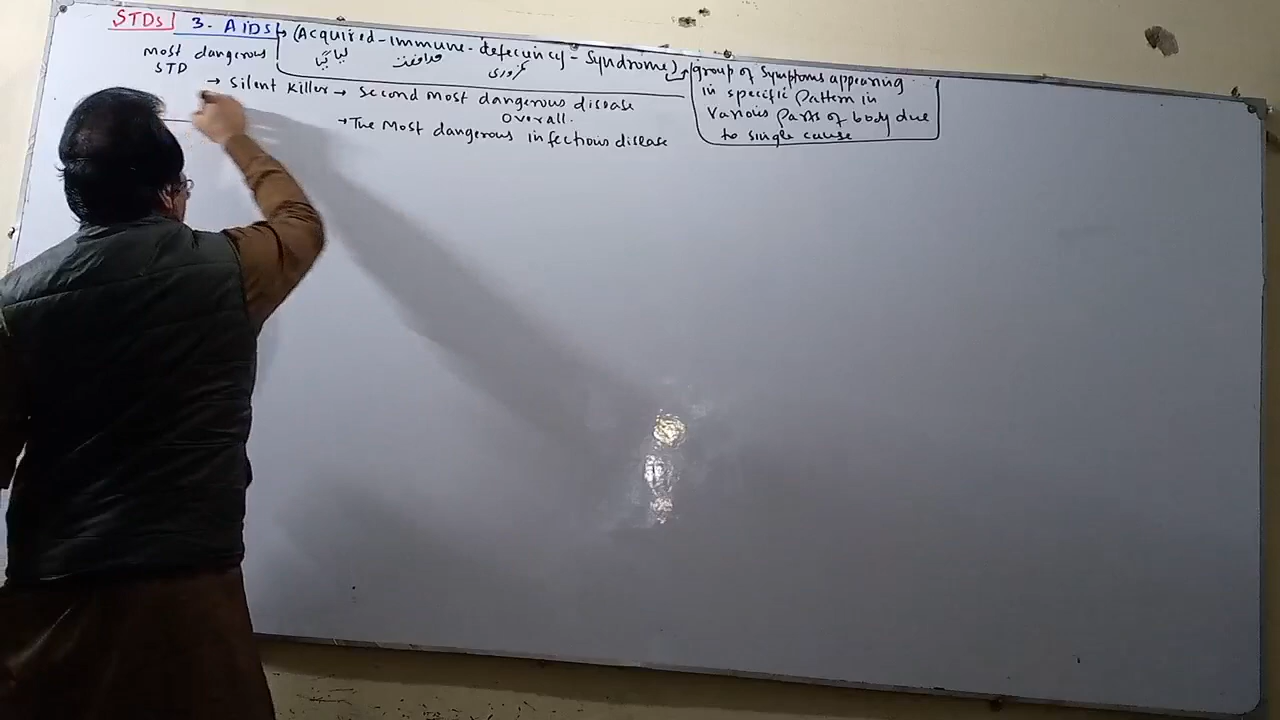 STDs 3. AIDS → (Acquired - Immune - defeciency - Syndrome)
لیا گیا مدافعت کمزوری
Most dangerous STD
→ Silent killer → Second most dangerous disease overall.
→ The Most dangerous infectious disease
group of symptoms appearing
in specific pattern in
various parts of body due
to single cause